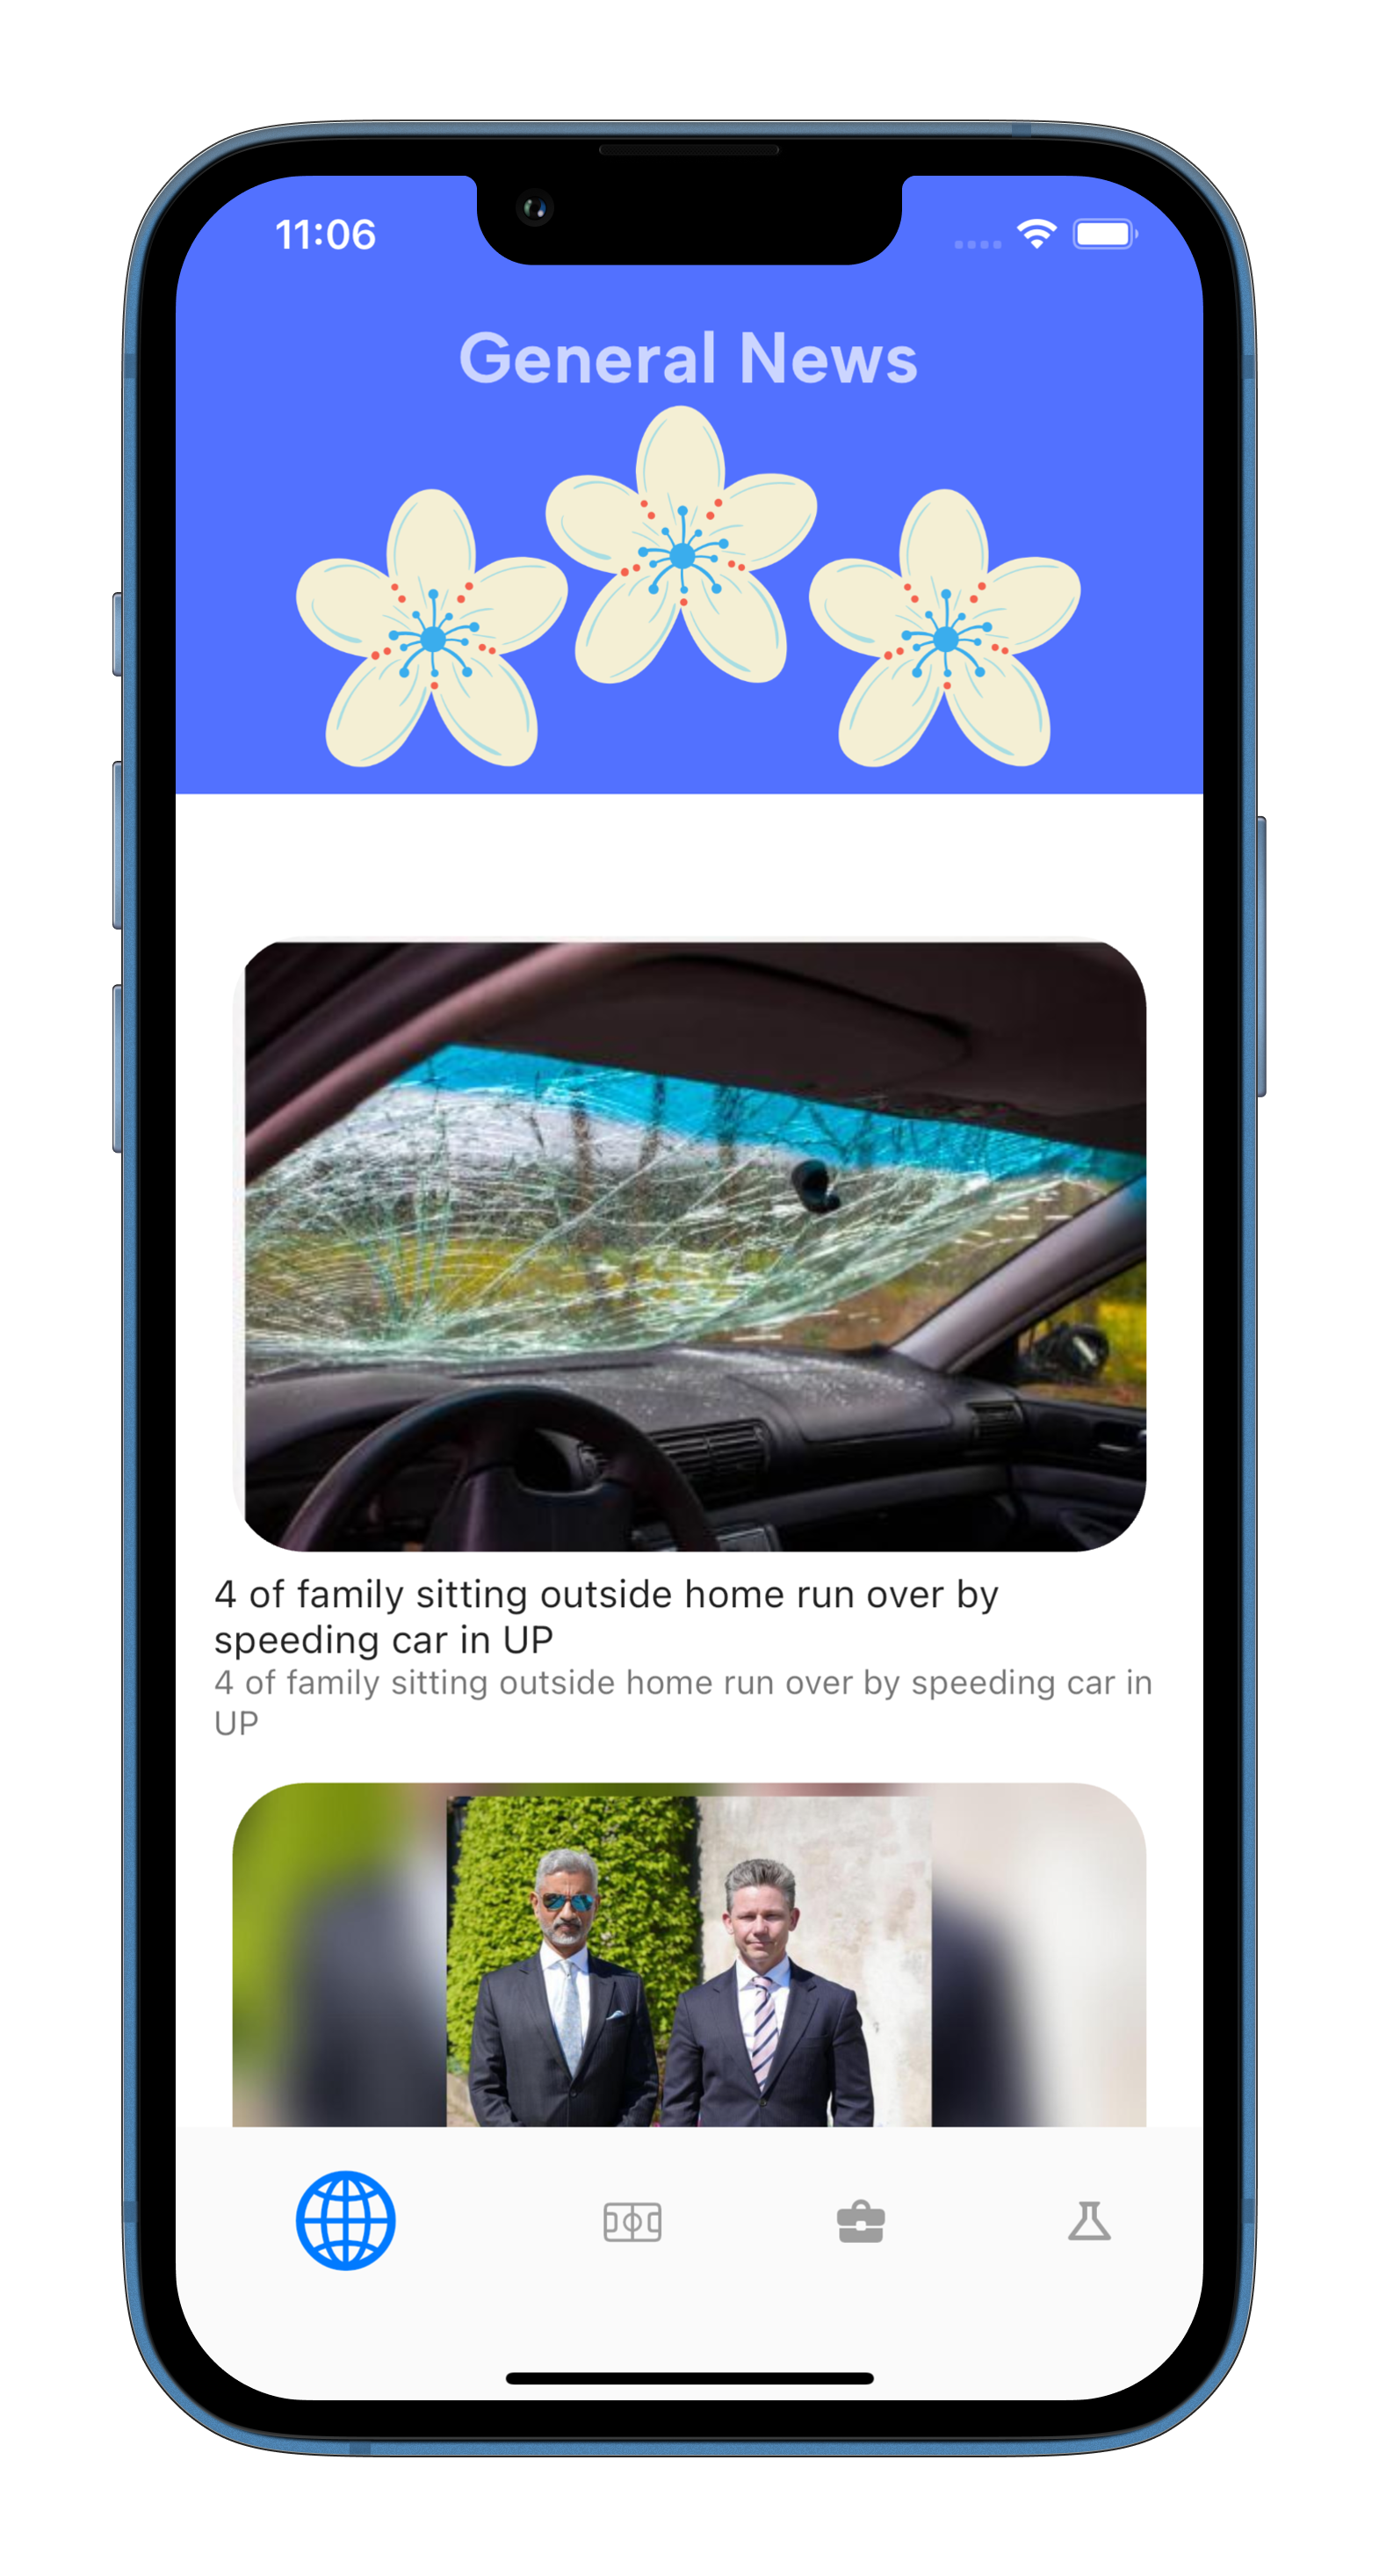 11:06
General News
4 of family sitting outside home run over by
speeding car in UP
4 of family sitting outside home run over by speeding car in
UP